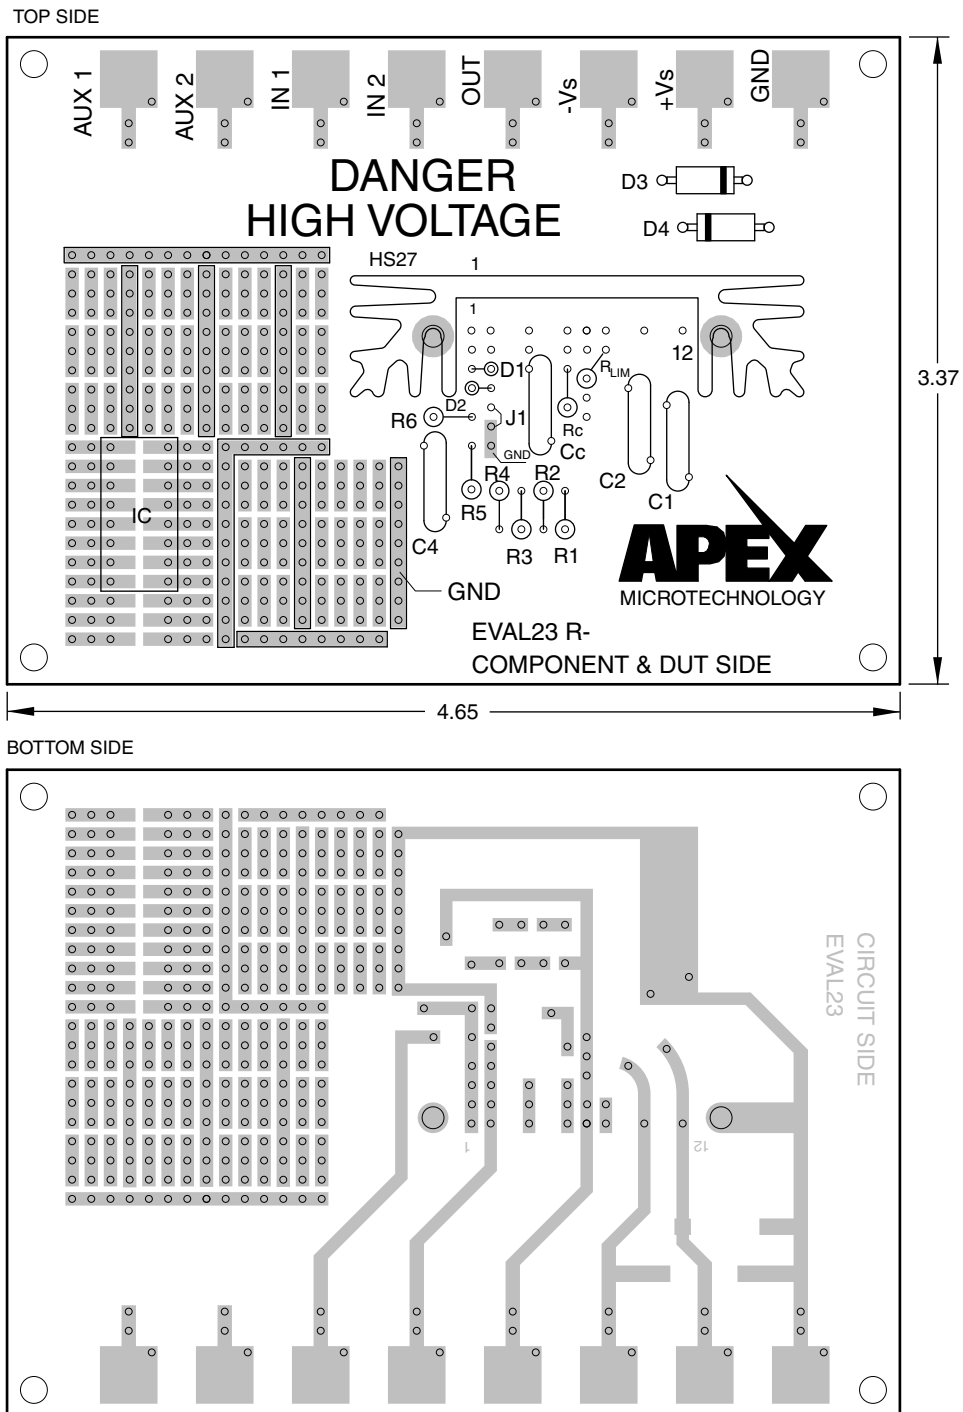 TOP SIDE
AUX 1
AUX 2
IN 1
IN 2
OUT
-Vs
+Vs
GND
DANGER
HIGH VOLTAGE
D3
D4
HS27
1
1
12
3.37
D1
RLIM
D2
J1
R6
Rc
Cc
GND
R4
R2
C2
C1
R5
IC
C4
R3
R1
GND
APEX
MICROTECHNOLOGY
EVAL23 R-
COMPONENT & DUT SIDE
4.65
BOTTOM SIDE
CIRCUIT SIDE
EVAL23
1
12